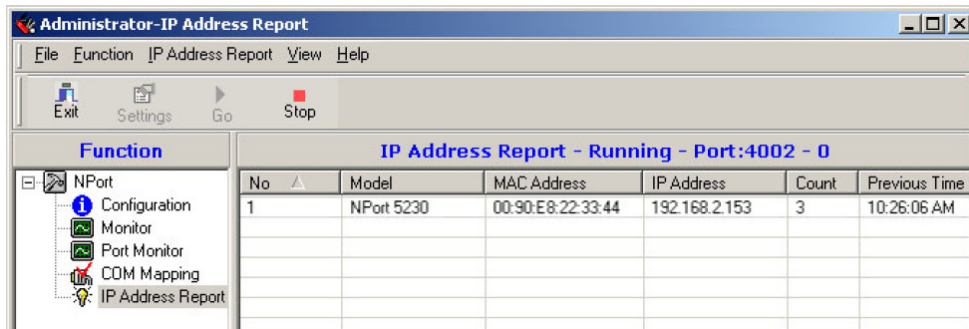 Administrator-IP Address Report
File Function IP Address Report View Help
Exit Settings Go Stop
Function
IP Address Report - Running - Port:4002 - 0
NPort
Configuration
Monitor
Port Monitor
COM Mapping
IP Address Report
No Model MAC Address IP Address Count Previous Time
1 NPort 5230 00:90:E8:22:33:44 192.168.2.153 3 10:26:06 AM